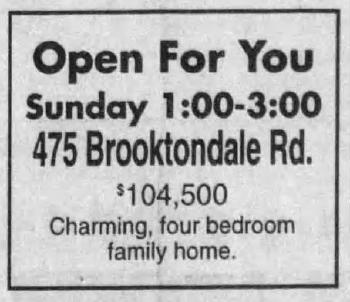 Open For You
Sunday 1:00-3:00
475 Brooktondale Rd.
$104,500
Charming, four bedroom
family home.